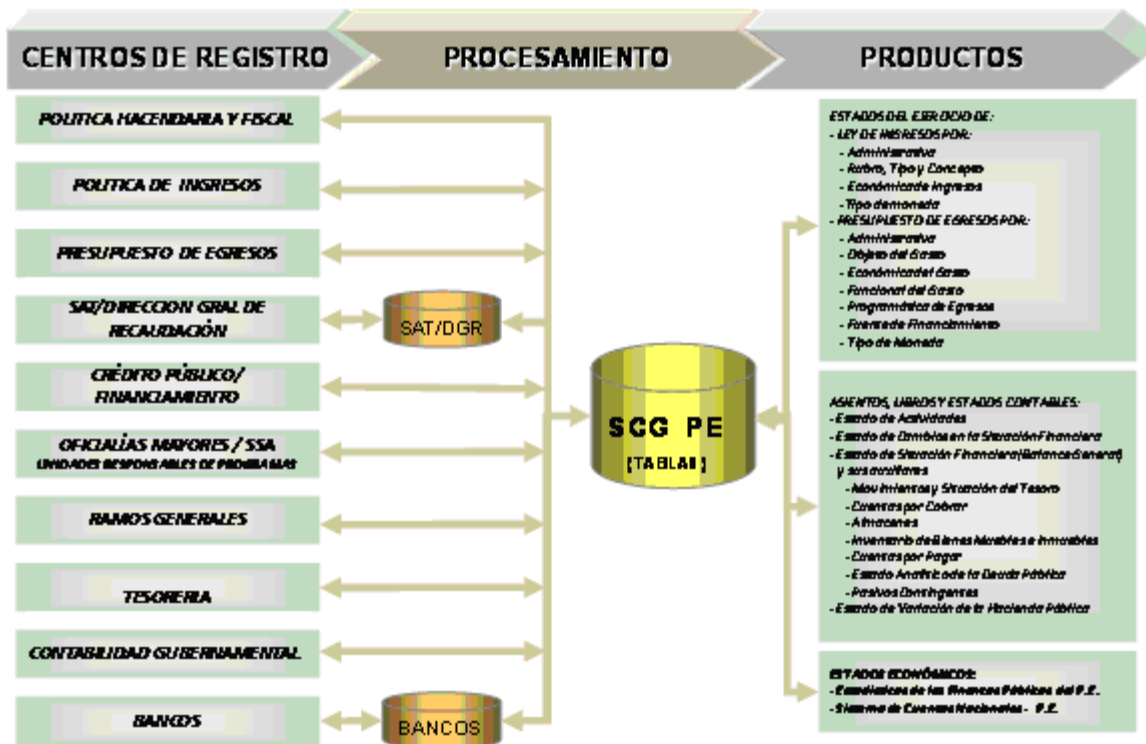 CENTROS DE REGISTRO
PROCESAMIENTO
PRODUCTOS
POLITICA HACENDARIA Y FISCAL
POLITICA DE INGRESOS
PRESUPUESTO DE EGRESOS
SAT/DIRECCION GRAL DE
RECAUDACIÓN
CRÉDITO PÚBLICO/
FINANCIAMIENTO
OFICIALÍAS MAYORES / SSA
UNIDADES RESPONSABLES DE PROGRAMAS
RAMOS GENERALES
TESORERIA
CONTABILIDAD GUBERNAMENTAL
BANCOS
SAT/DGR
BANCOS
SCG PE
(TABLAS)
ESTADOS DEL EJERCICIO DE:
- LEY DE INGRESOS POR:
- Administrativa
- Rubro, Tipo y Concepto
- Económica de Ingresos
- Tipo de moneda
- PRESUPUESTO DE EGRESOS POR:
- Administrativa
- Objeto del Gasto
- Económica del Gasto
- Funcional del Gasto
- Programática de Egresos
- Fuente de Financiamiento
- Tipo de Moneda
ASIENTOS, LIBROS Y ESTADOS CONTABLES:
- Estado de Actividades
- Estado de Cambios en la Situación Financiera
- Estado de Situación Financiera (Balance General)
y sus auxiliares
- Movimientos y Situación del Tesoro
- Cuentas por Cobrar
- Almacenes
- Inventario de Bienes Muebles e Inmuebles
- Cuentas por Pagar
- Estado Analítico de la Deuda Pública
- Pasivos Contingentes
- Estado de Variación de la Hacienda Pública
ESTADOS ECONÓMICOS:
- Estadísticas de las Finanzas Públicas del P.E.
- Sistema de Cuentas Nacionales - P.E.